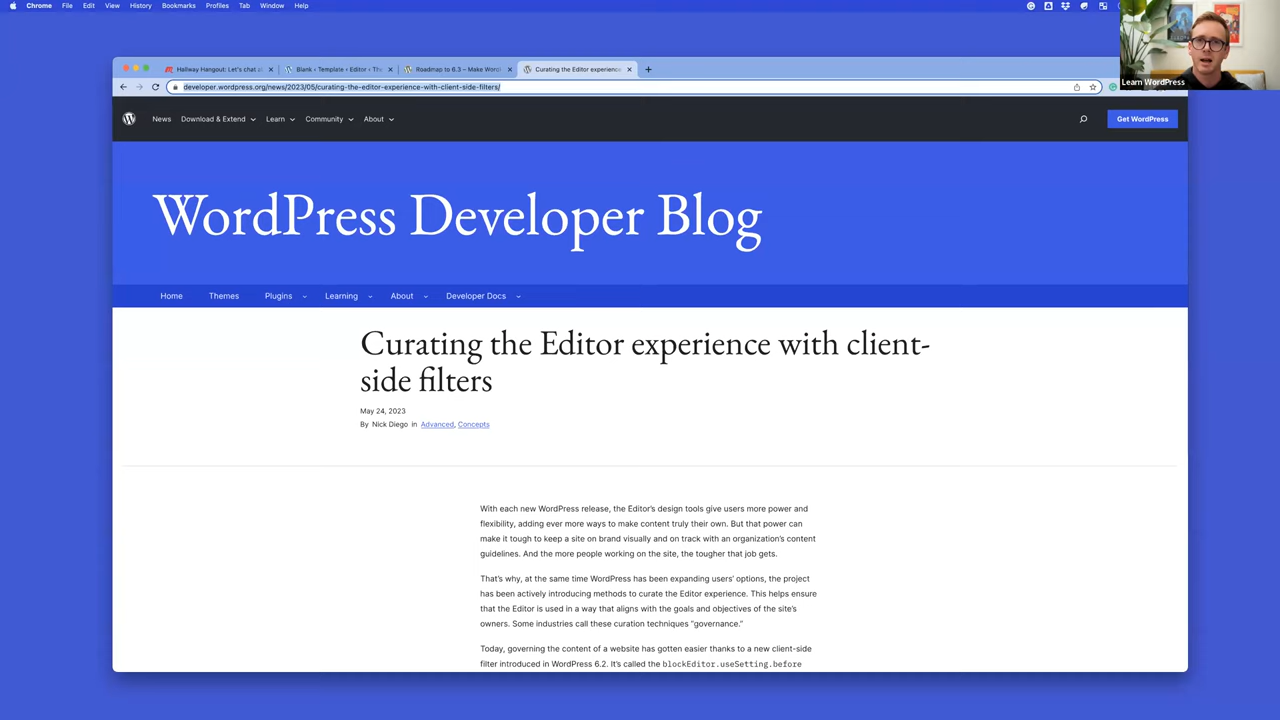 Chrome File Edit View History Bookmarks Profiles Tab Window Help
Learn WordPress
Hallway Hangout: Let's chat a
Blank ‹ Template ‹ Editor ‹ Th
Roadmap to 6.3 – Make Word
Curating the Editor experience
developer.wordpress.org/news/2023/05/curating-the-editor-experience-with-client-side-filters/
News Download & Extend Learn Community About
Get WordPress
WordPress Developer Blog
Home Themes Plugins Learning About Developer Docs
Curating the Editor experience with client-
side filters
May 24, 2023
By Nick Diego in Advanced, Concepts
With each new WordPress release, the Editor's design tools give users more power and
flexibility, adding ever more ways to make content truly their own. But that power can
make it tough to keep a site on brand visually and on track with an organization's content
guidelines. And the more people working on the site, the tougher that job gets.
That's why, at the same time WordPress has been expanding users' options, the project
has been actively introducing methods to curate the Editor experience. This helps ensure
that the Editor is used in a way that aligns with the goals and objectives of the site's
owners. Some industries call these curation techniques "governance."
Today, governing the content of a website has gotten easier thanks to a new client-side
filter introduced in WordPress 6.2. It's called the blockEditor.useSetting.before